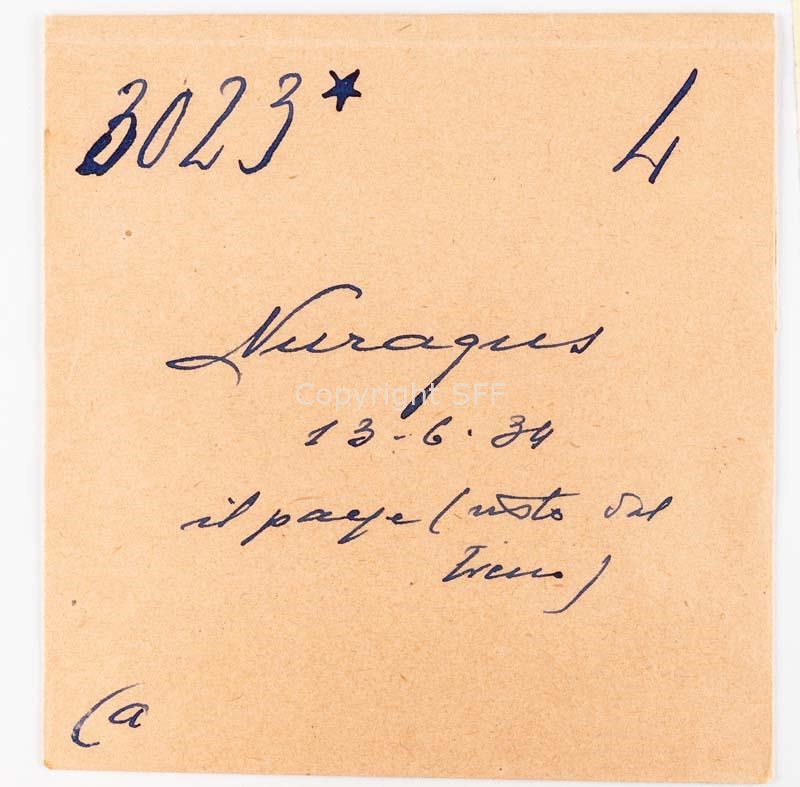 3023* 4
Nuragus
Copyright SFF
13-6.34
il paese (visto dal
treno)
(a